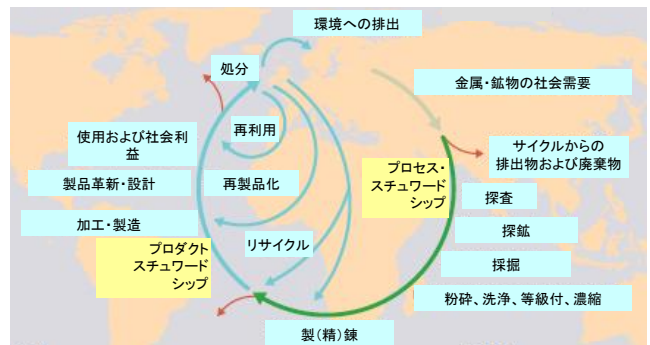 環境への排出
処分
金属・鉱物の社会需要
再利用
使用および社会利
益
サイクルからの
排出物および廃棄物
プロセス・
スチュワード
シップ
製品革新・設計
再製品化
探査
加工・製造
探鉱
リサイクル
プロダクト
スチュワード
シップ
採掘
粉砕、洗浄、等級付、濃縮
製(精)錬